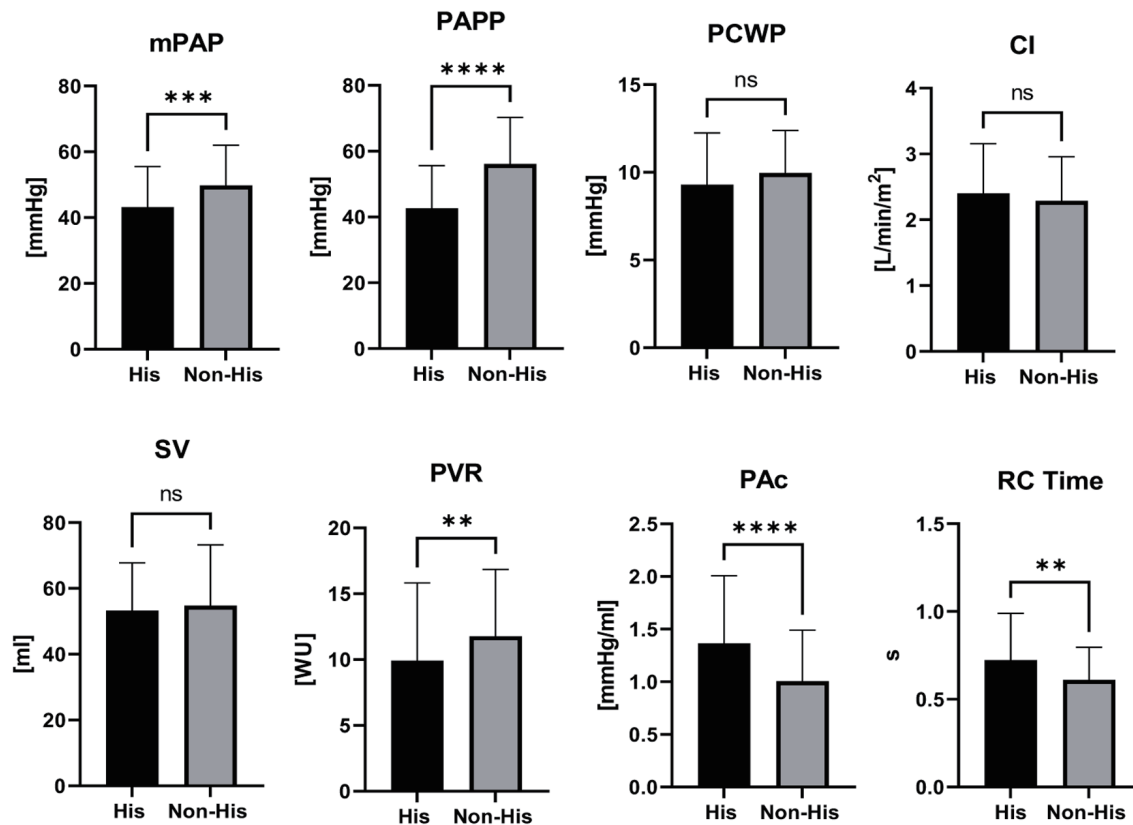 mPAP
***
[mmHg]
80
60
40
20
0
His Non-His
PAPP
****
[mmHg]
80
60
40
20
0
His Non-His
PCWP
ns
[mmHg]
15
10
5
0
His Non-His
CI
ns
[L/min/m²]
4
3
2
1
0
His Non-His
SV
ns
[ml]
80
60
40
20
0
His Non-His
PVR
**
[WU]
20
15
10
5
0
His Non-His
PAc
****
[mmHg/ml]
2.5
2.0
1.5
1.0
0.5
0.0
His Non-His
RC Time
**
s
1.5
1.0
0.5
0.0
His Non-His